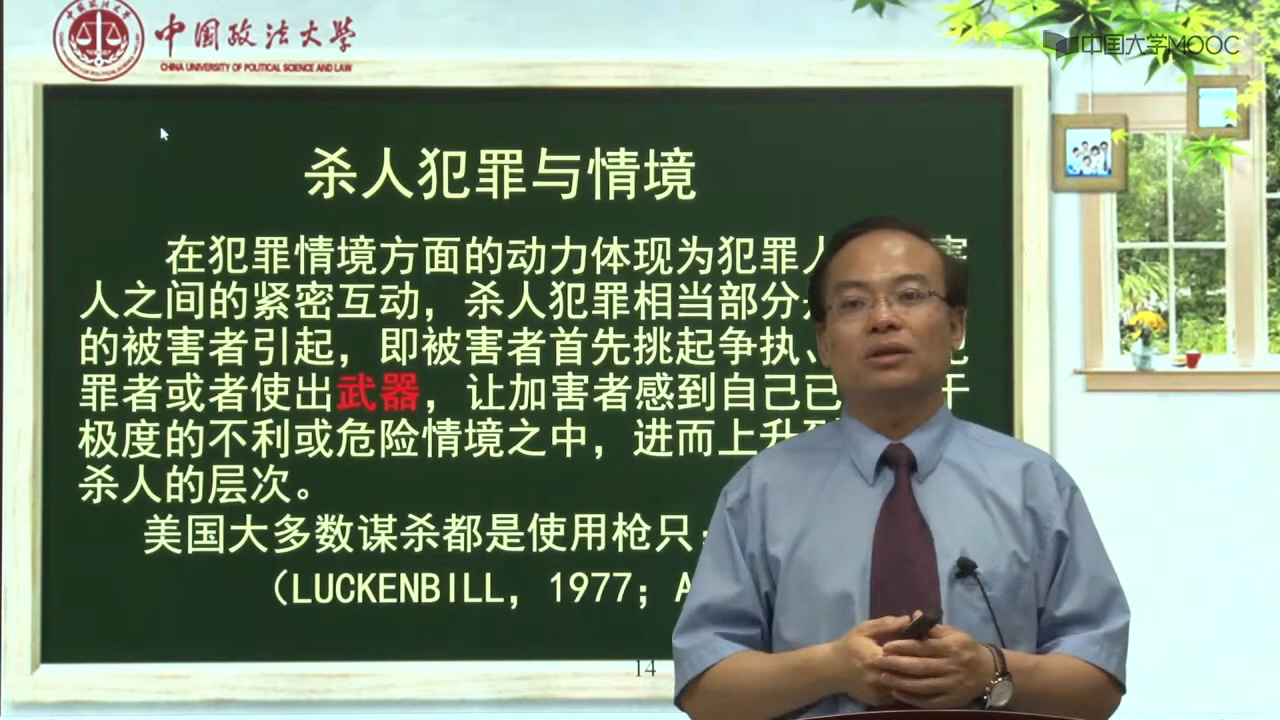 中国政法大学
CHINA UNIVERSITY OF POLITICAL SCIENCE AND LAW
中国大学MOOC
杀人犯罪与情境
在犯罪情境方面的动力体现为犯罪人 害
人之间的紧密互动，杀人犯罪相当部分
的被害者引起，即被害者首先挑起争执、
罪者或者使出武器，让加害者感到自己已 于
极度的不利或危险情境之中，进而上升
杀人的层次。
美国大多数谋杀都是使用枪只
（LUCKENBILL，1977；A
14